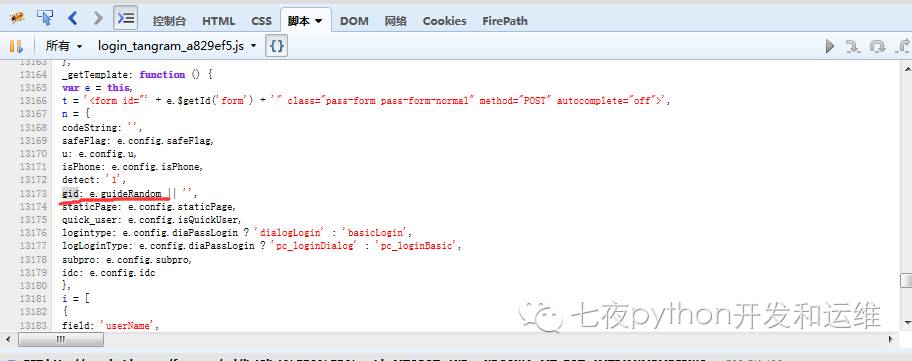 控制台 HTML CSS 脚本 DOM 网络 Cookies FirePath
所有 login_tangram_a829ef5.js {}
13163 },
13164 _getTemplate: function () {
13165 var e = this,
13166 t = '<form id="' + e.$getId('form') + '" class="pass-form pass-form-normal" method="POST" autocomplete="off">',
13167 n = {
13168 codeString: '',
13169 safeFlag: e.config.safeFlag,
13170 u: e.config.u,
13171 isPhone: e.config.isPhone,
13172 detect: '1',
13173 gid: e.guideRandom || '',
13174 staticPage: e.config.staticPage,
13175 quick_user: e.config.isQuickUser,
13176 logintype: e.config.diaPassLogin ? 'dialogLogin' : 'basicLogin',
13177 logLoginType: e.config.diaPassLogin ? 'pc_loginDialog' : 'pc_loginBasic',
13178 subpro: e.config.subpro,
13179 idc: e.config.idc
13180 },
13181 i = [
13182 {
13183 field: 'userName',
七夜python开发和运维